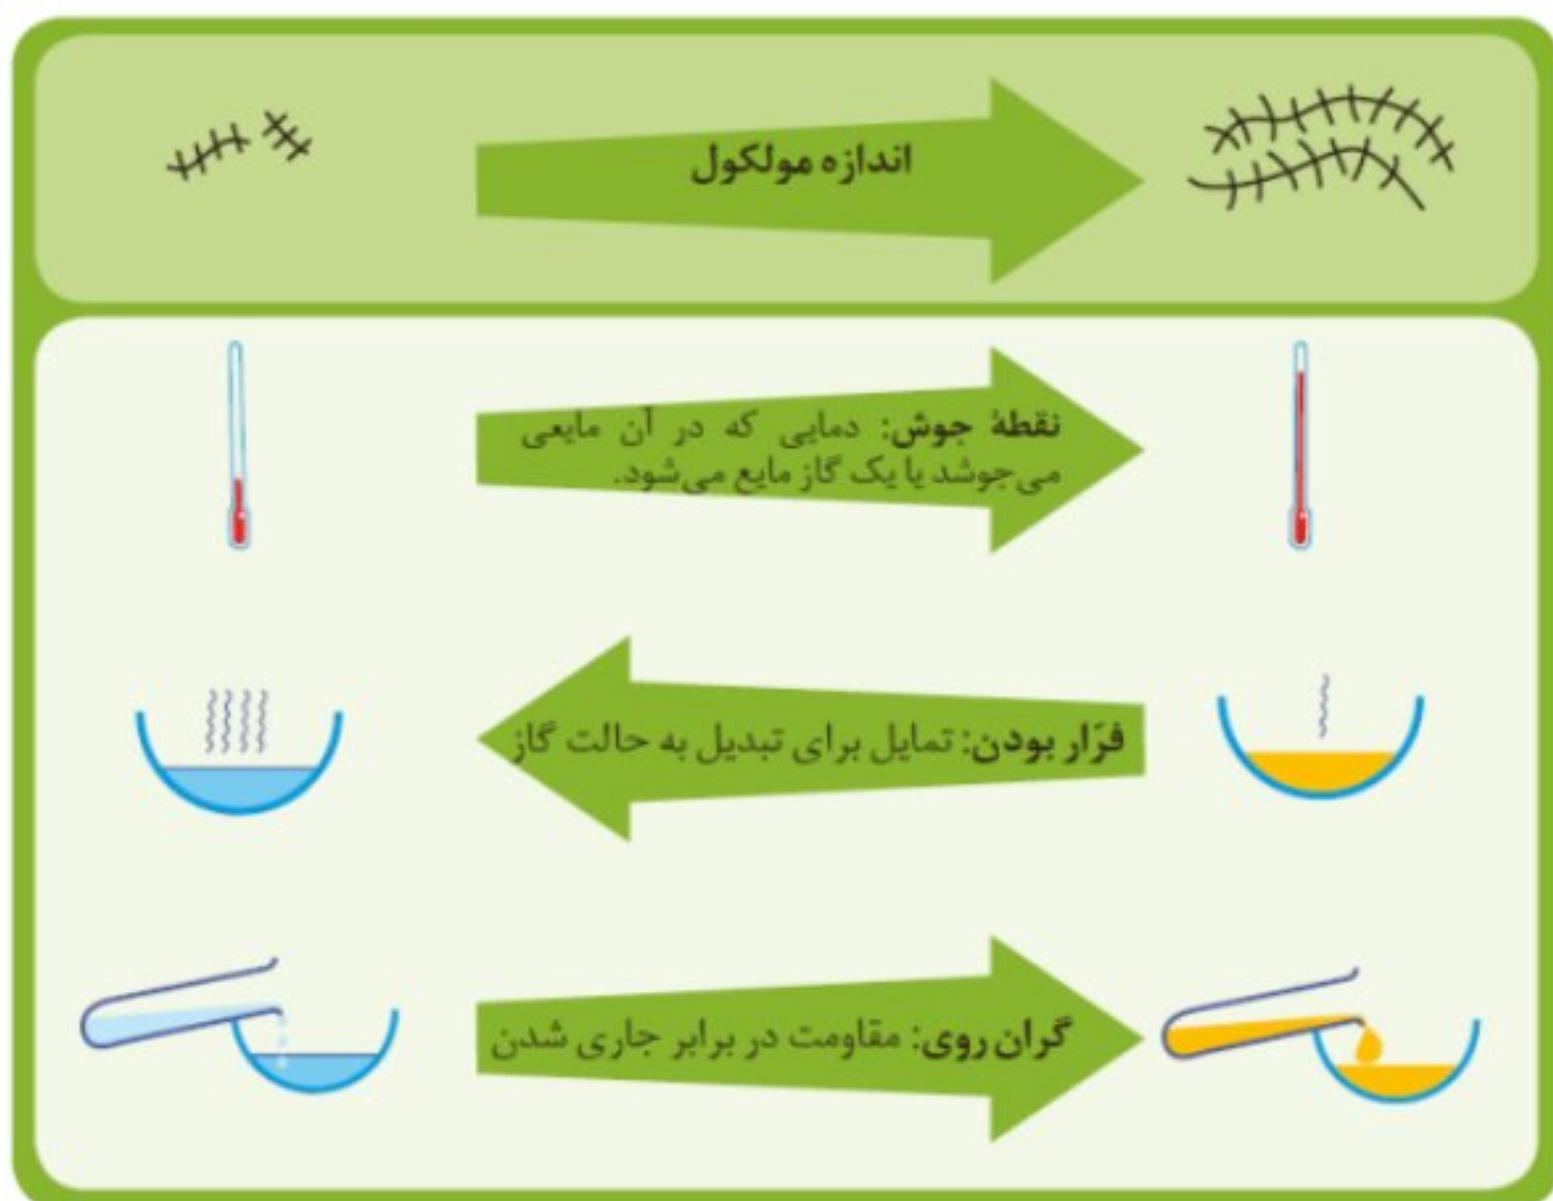 اندازه مولکول
نقطهٔ جوش: دمایی که در آن مایعی
می‌جوشد یا یک گاز مایع می‌شود.
فرّار بودن: تمایل برای تبدیل به حالت گاز
گران روی: مقاومت در برابر جاری شدن